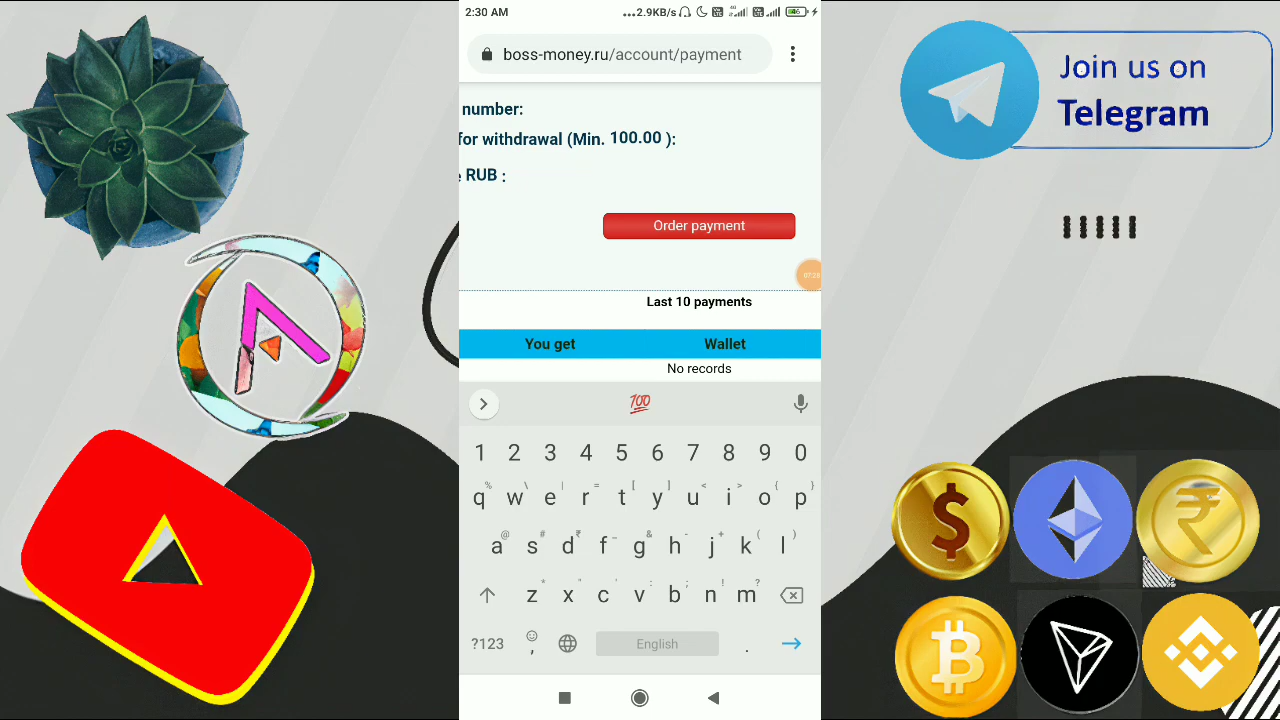 2:30 AM
...2.9KB/s
46
boss-money.ru/account/payment
number:
for withdrawal (Min. 100.00 ):
RUB :
Order payment
Last 10 payments
You get Wallet
No records
100
1 2 3 4 5 6 7 8 9 0
q w e r t y u i o p
a s d f g h j k l
z x c v b n m
?123 , English .
Join us on
Telegram